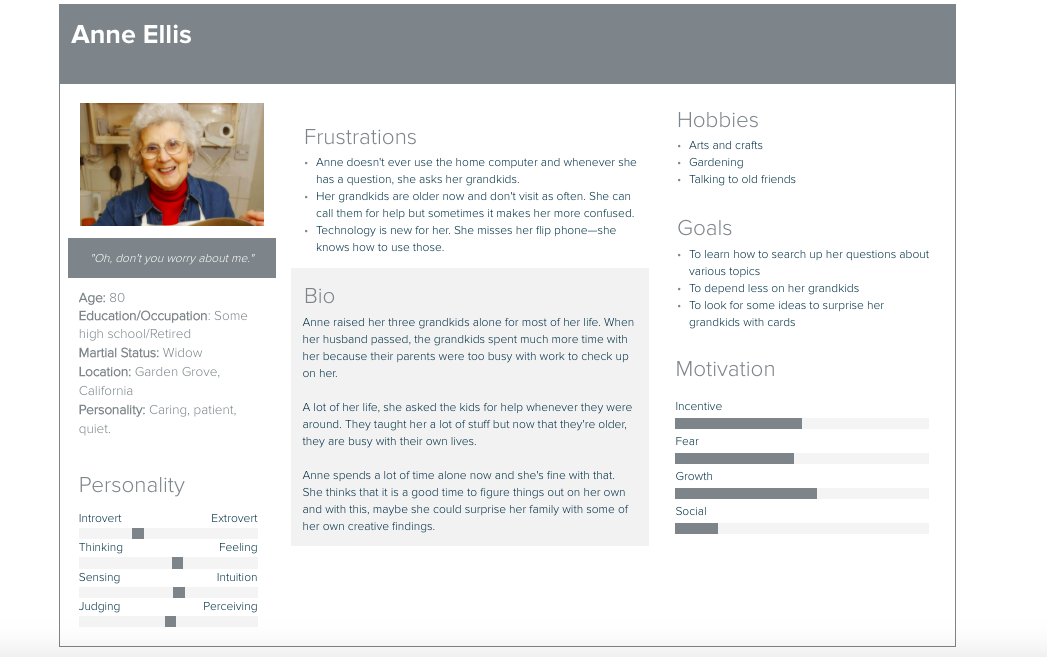 Anne Ellis
"Oh, don't you worry about me."
Age: 80
Education/Occupation: Some
high school/Retired
Martial Status: Widow
Location: Garden Grove,
California
Personality: Caring, patient,
quiet.
Personality
Introvert Extrovert
Thinking Feeling
Sensing Intuition
Judging Perceiving
Frustrations
• Anne doesn't ever use the home computer and whenever she
has a question, she asks her grandkids.
• Her grandkids are older now and don't visit as often. She can
call them for help but sometimes it makes her more confused.
• Technology is new for her. She misses her flip phone—she
knows how to use those.
Bio
Anne raised her three grandkids alone for most of her life. When
her husband passed, the grandkids spent much more time with
her because their parents were too busy with work to check up
on her.
A lot of her life, she asked the kids for help whenever they were
around. They taught her a lot of stuff but now that they're older,
they are busy with their own lives.
Anne spends a lot of time alone now and she's fine with that.
She thinks that it is a good time to figure things out on her own
and with this, maybe she could surprise her family with some of
her own creative findings.
Hobbies
• Arts and crafts
• Gardening
• Talking to old friends
Goals
• To learn how to search up her questions about
various topics
• To depend less on her grandkids
• To look for some ideas to surprise her
grandkids with cards
Motivation
Incentive
Fear
Growth
Social